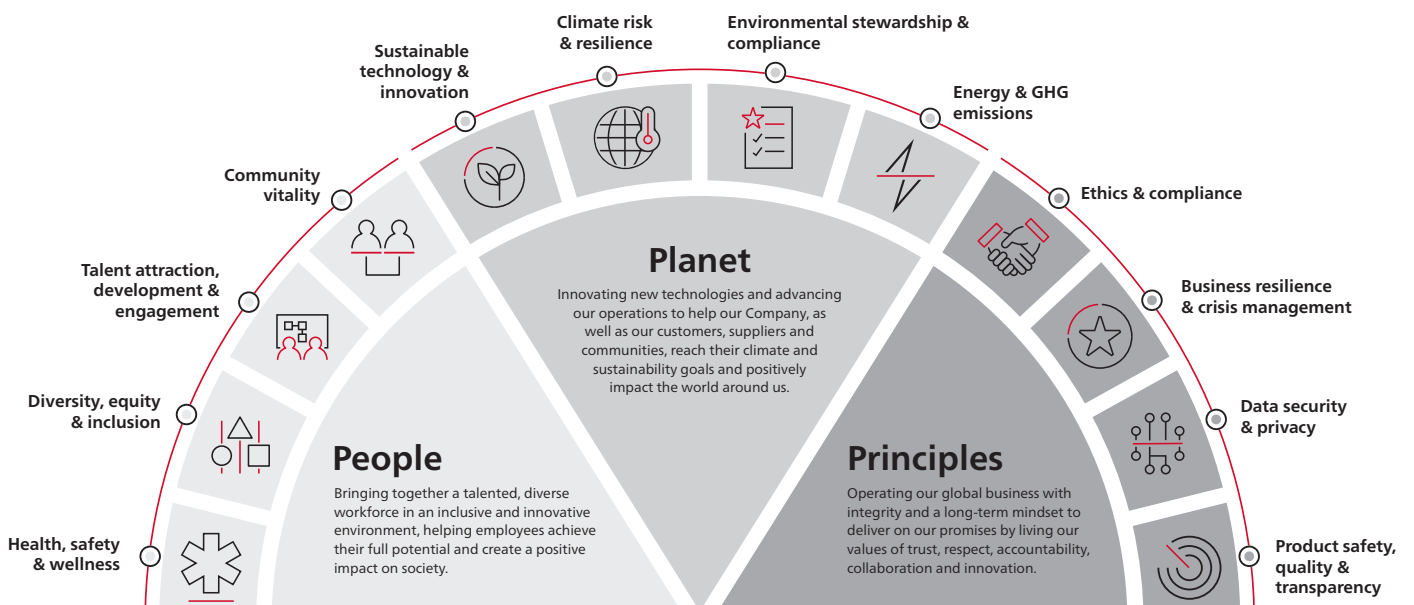 Climate risk
& resilience
Environmental stewardship &
compliance
Sustainable
technology &
innovation
Energy & GHG
emissions
Community
vitality
Ethics & compliance
Talent attraction,
development &
engagement
Business resilience
& crisis management
Diversity, equity
& inclusion
Data security
& privacy
Health, safety
& wellness
Product safety,
quality &
transparency
Planet
Innovating new technologies and advancing
our operations to help our Company, as
well as our customers, suppliers and
communities, reach their climate and
sustainability goals and positively
impact the world around us.
People
Bringing together a talented, diverse
workforce in an inclusive and innovative
environment, helping employees achieve
their full potential and create a positive
impact on society.
Principles
Operating our global business with
integrity and a long-term mindset to
deliver on our promises by living our
values of trust, respect, accountability,
collaboration and innovation.